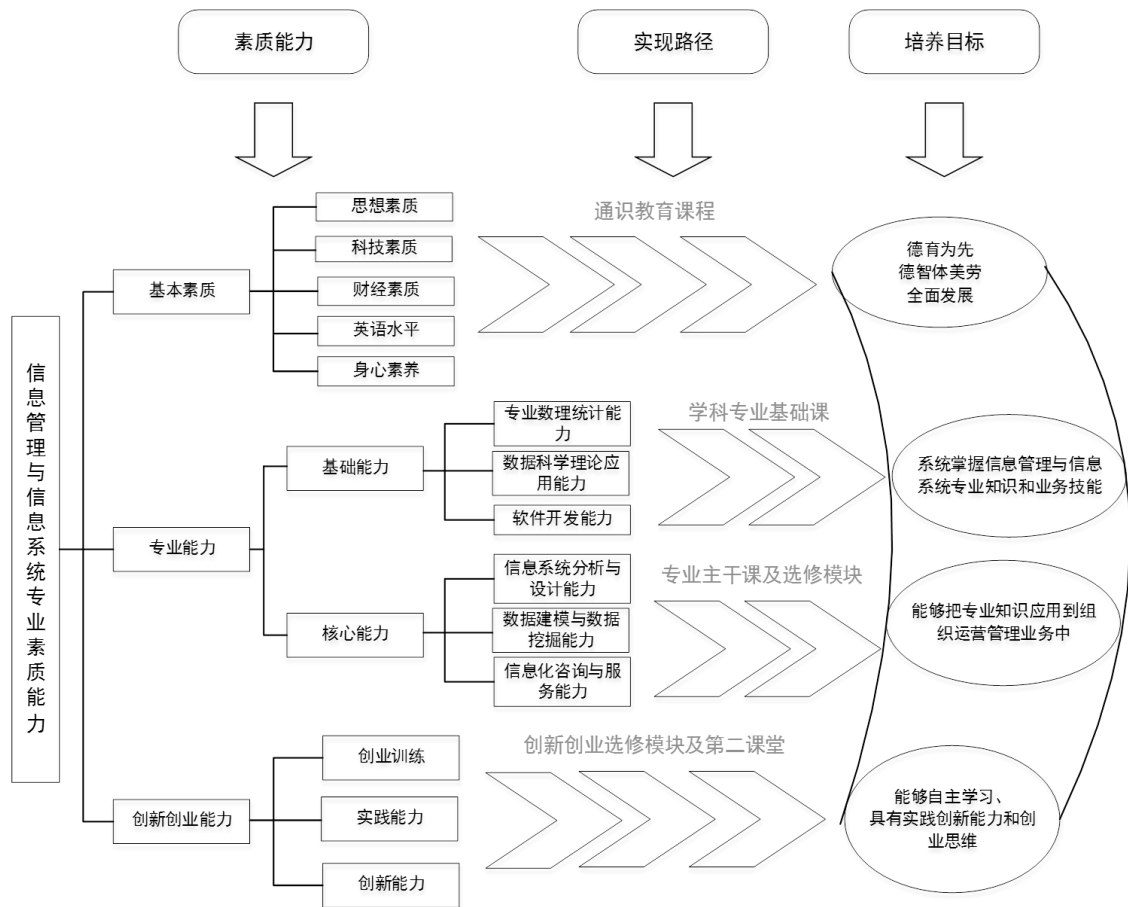 素质能力
实现路径
培养目标
信息管理与信息系统专业素质能力
基本素质
思想素质
科技素质
财经素质
英语水平
身心素养
通识教育课程
德育为先
德智体美劳
全面发展
专业能力
基础能力
专业数理统计能
力
数据科学理论应
用能力
软件开发能力
学科专业基础课
系统掌握信息管理与信息
系统专业知识和业务技能
核心能力
信息系统分析与
设计能力
数据建模与数据
挖掘能力
信息化咨询与服
务能力
专业主干课及选修模块
能够把专业知识应用到组
织运营管理业务中
创新创业能力
创业训练
实践能力
创新能力
创新创业选修模块及第二课堂
能够自主学习、
具有实践创新能力和创
业思维